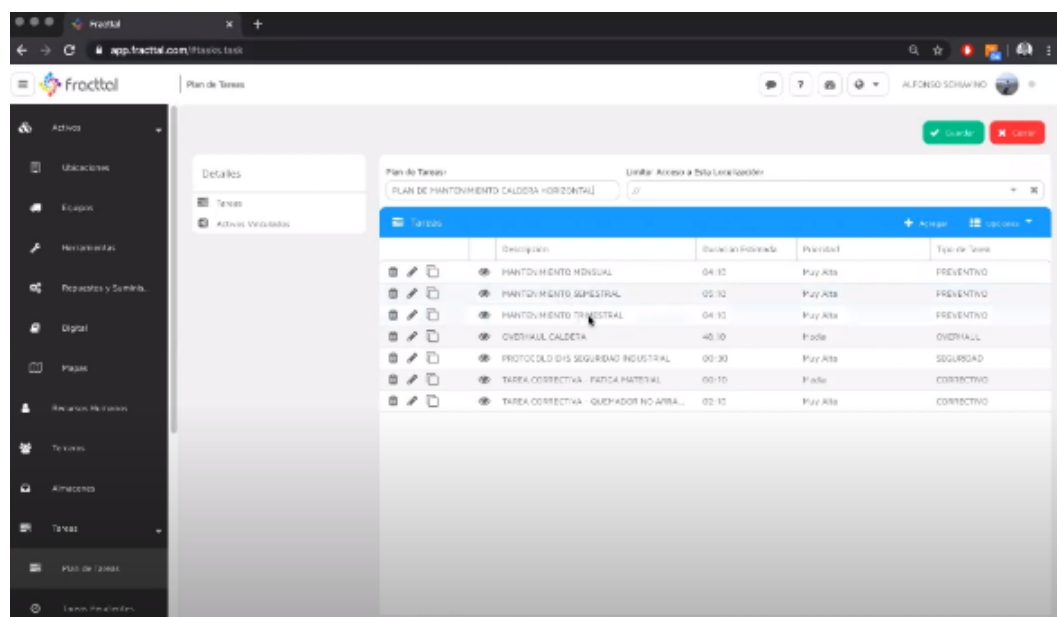 Fracttal
app.fracttal.com/#tasks.task
fracttal
Plan de Tareas
?
ALFONSO SCHIAVINO
Activos
Ubicaciones
Equipos
Herramientas
Repuestos y Suminis...
Digital
Mapas
Recursos Humanos
Terceros
Almacenes
Tareas
Plan de Tareas
Tareas Pendientes
Guardar
Cerrar
Detalles
Tareas
Activos Vinculados
Plan de Tareas:
Limitar Acceso a Esta Localización:
PLAN DE MANTENIMIENTO CALDERA HORIZONTAL
//
Tareas
Agregar
Opciones
Descripción Duración Estimada Prioridad Tipo de Tarea
MANTENIMIENTO MENSUAL 04:10 Muy Alta PREVENTIVO
MANTENIMIENTO SEMESTRAL 05:10 Muy Alta PREVENTIVO
MANTENIMIENTO TRIMESTRAL 04:10 Muy Alta PREVENTIVO
OVERHAUL CALDERA 48:10 Media OVERHAUL
PROTOCOLO EHS SEGURIDAD INDUSTRIAL 00:30 Muy Alta SEGURIDAD
TAREA CORRECTIVA - FATIGA MATERIAL 00:10 Media CORRECTIVO
TAREA CORRECTIVA - QUEMADOR NO ARRA... 02:10 Muy Alta CORRECTIVO